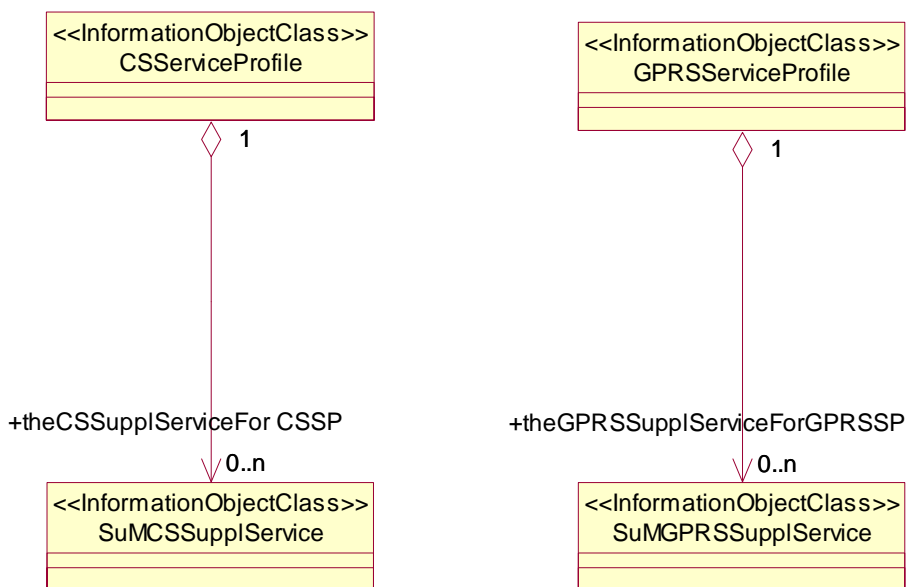 <<InformationObjectClass>>
CSServiceProfile
1
+theCSSupplServiceFor CSSP
0..n
<<InformationObjectClass>>
SuMCSSupplService
<<InformationObjectClass>>
GPRSServiceProfile
1
+theGPRSSupplServiceForGPRSSP
0..n
<<InformationObjectClass>>
SuMGPRSSupplService